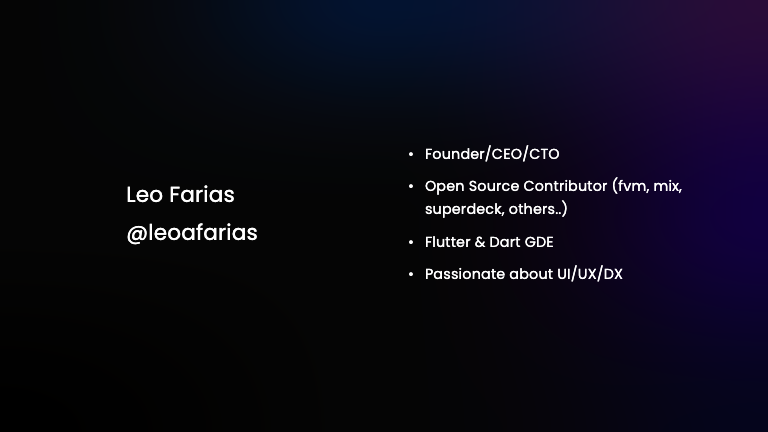 Leo Farias
@leoafarias
• Founder/CEO/CTO
• Open Source Contributor (fvm, mix,
superdeck, others..)
• Flutter & Dart GDE
• Passionate about UI/UX/DX